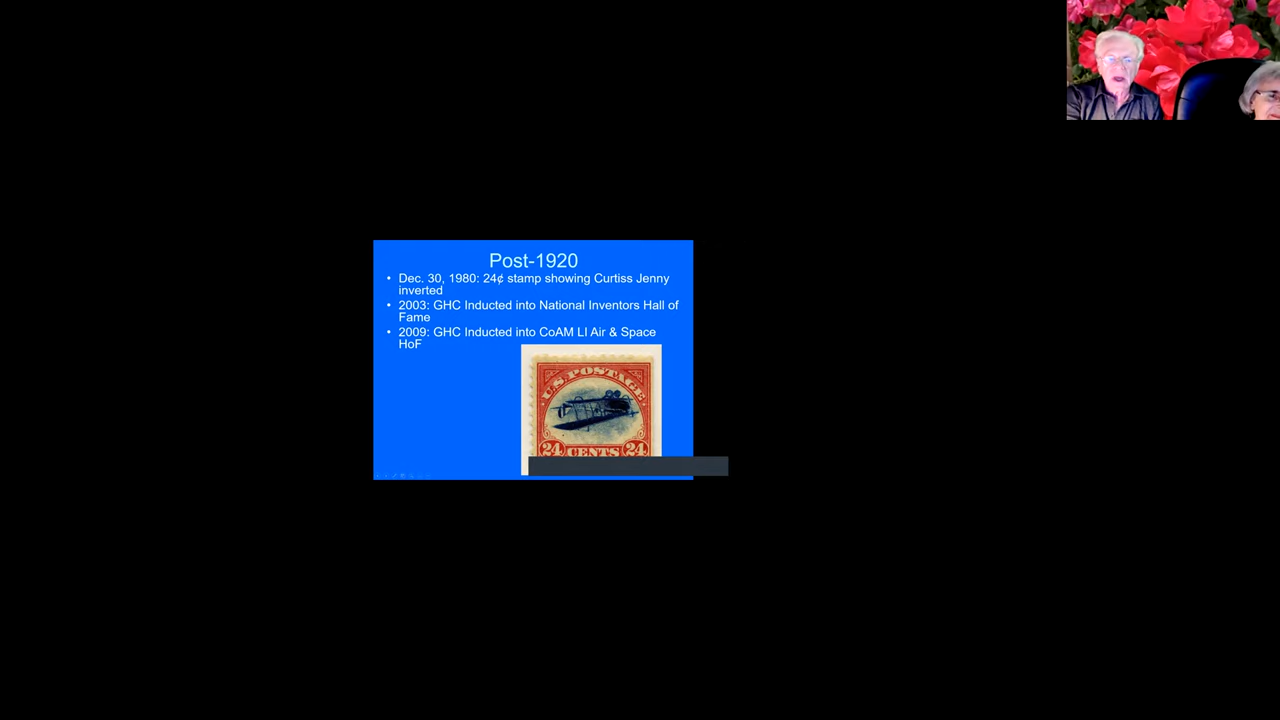 Post-1920
• Dec. 30, 1980: 24¢ stamp showing Curtiss Jenny
inverted
• 2003: GHC Inducted into National Inventors Hall of
Fame
• 2009: GHC Inducted into CoAM LI Air & Space
HoF
U.S. POSTAGE
24 CENTS 24